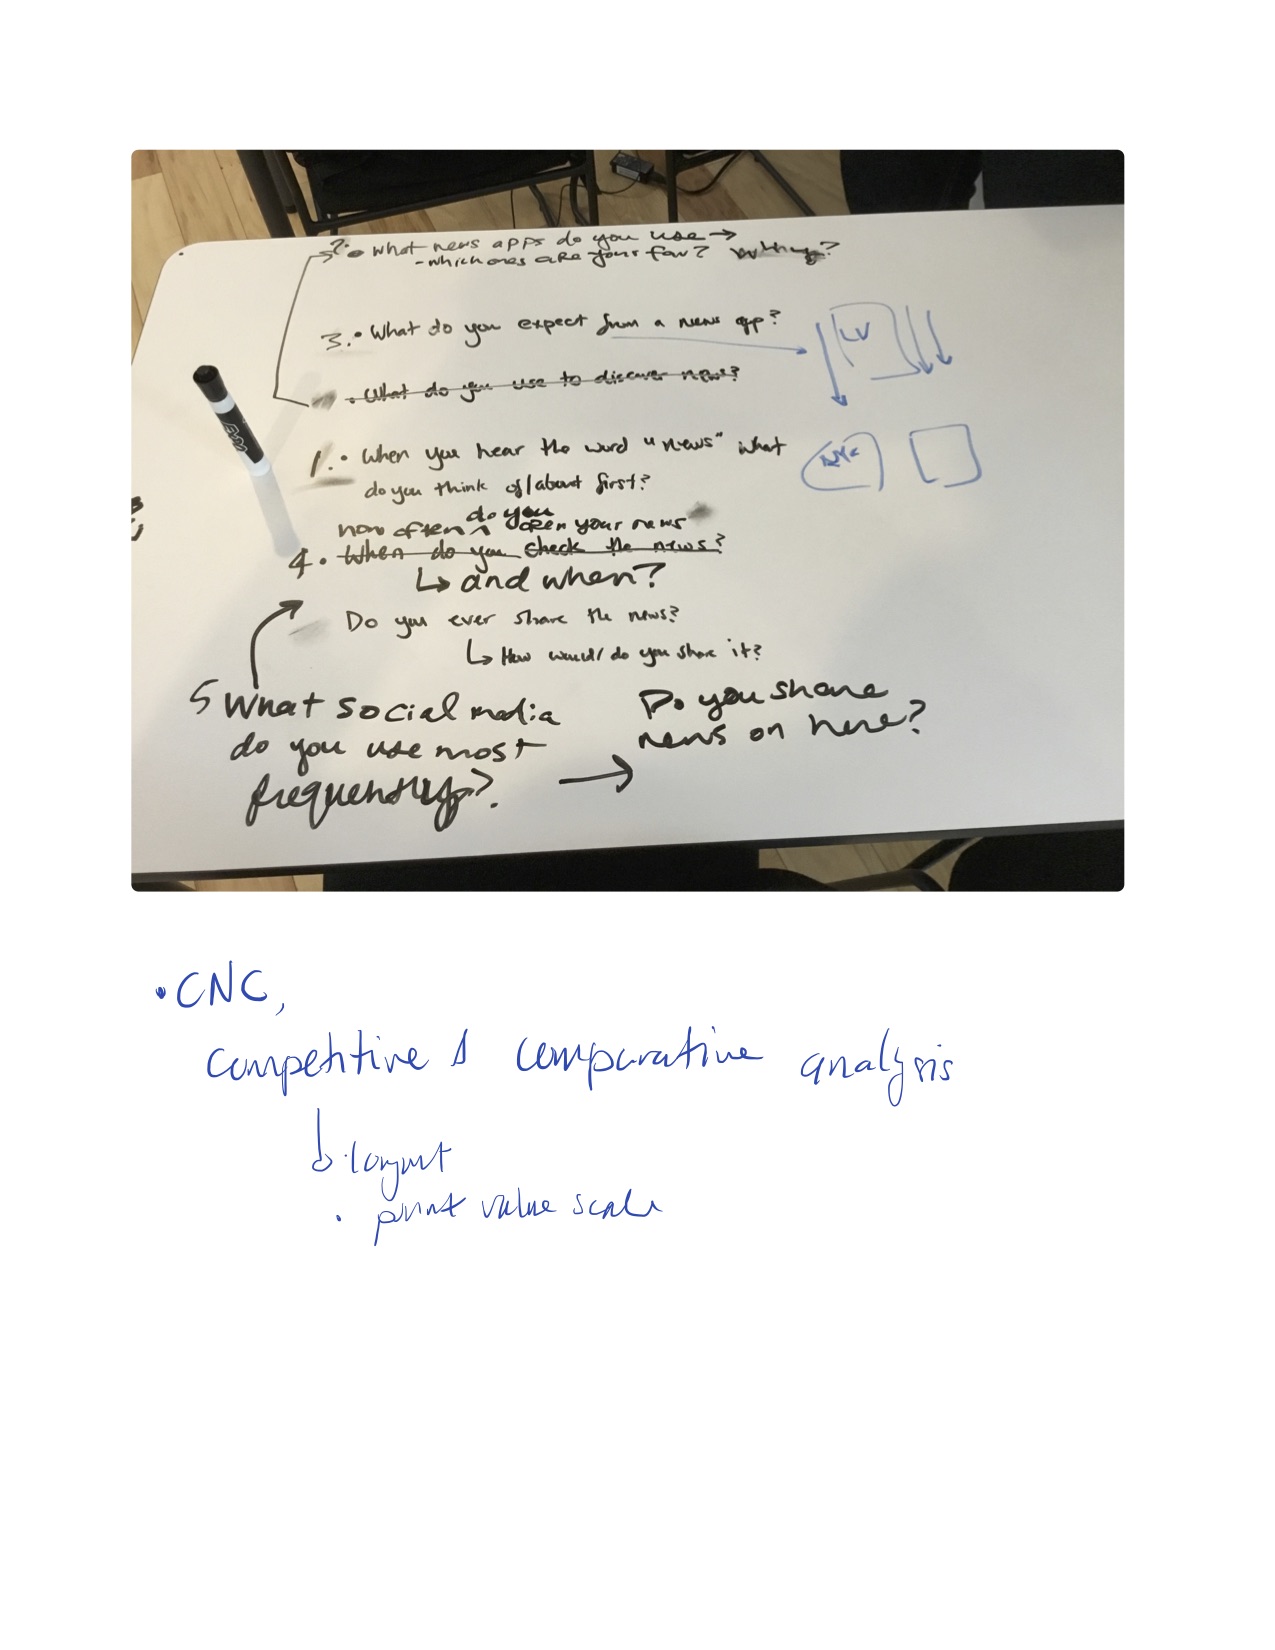 2. • What news apps do you use →
- which ones are your fav? Why?
3. • What do you expect from a news app?
LV
• What do you use to discover news?
1. • When you hear the word "news" what
do you think of/about first?
do you
how often ^ open your news
4. • When do you check the news?
↳ and when?
Do you ever share the news?
↳ How would/do you share it?
5 What social media
do you use most
frequently?
→ Do you share
news on here?
EXPO
• CNC,
competitive & comparative analysis
• layout
• point value scale